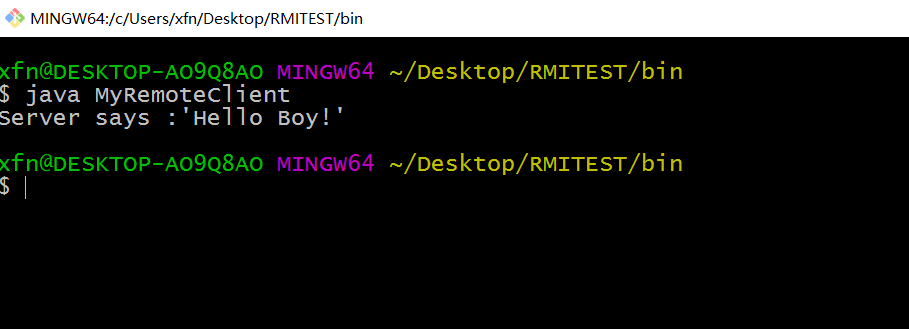 MINGW64:/c/Users/xfn/Desktop/RMITEST/bin
xfn@DESKTOP-AO9Q8AO MINGW64 ~/Desktop/RMITEST/bin
$ java MyRemoteClient
Server says :'Hello Boy!'
xfn@DESKTOP-AO9Q8AO MINGW64 ~/Desktop/RMITEST/bin
$